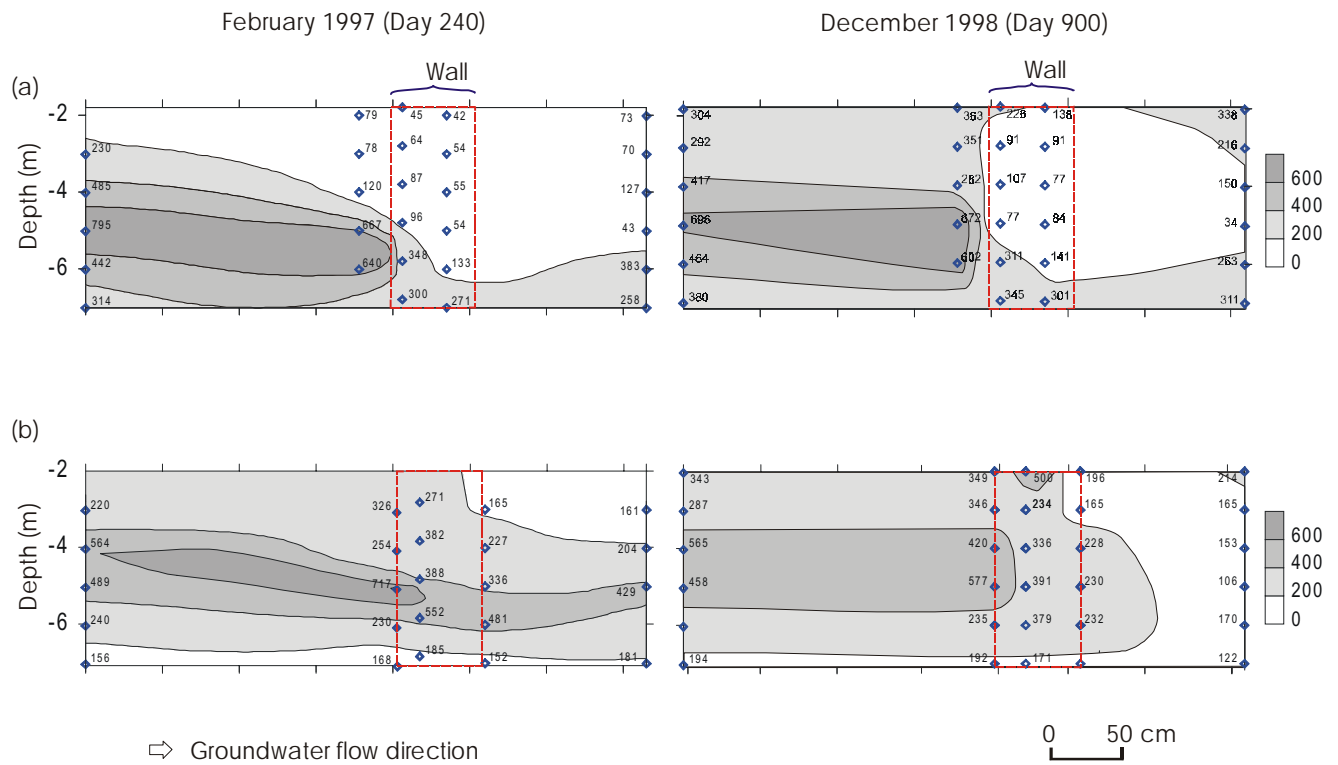 February 1997 (Day 240)
December 1998 (Day 900)
(a)
Wall
Wall
Depth (m)
-2
-4
-6
79 45 42 73
230 78 64 54 70
485 120 87 55 127
795 667 96 54 43
442 640 348 133 383
314 300 271 258
304 138
292 351 91 91 216
417 107 77 150
672 77 84 34
464 311 141 263
380 345 301 311
600
400
200
0
(b)
Depth (m)
-2
-4
-6
220 326 271 165 161
564 254 382 227 204
489 717 388 336 429
240 230 552 481
156 168 185 152 181
343 349 500 196 214
287 346 234 165 165
565 420 336 228 153
458 577 391 230 106
235 379 232 170
194 192 171 122
600
400
200
0
Groundwater flow direction
0 50 cm